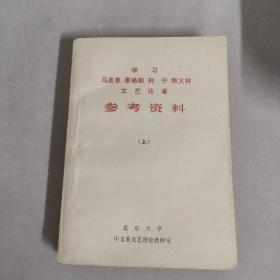 学习
马克思 恩格斯 列宁 斯大林
文艺论著
参考资料
(上)
北京大学
中文系文艺理论教研室